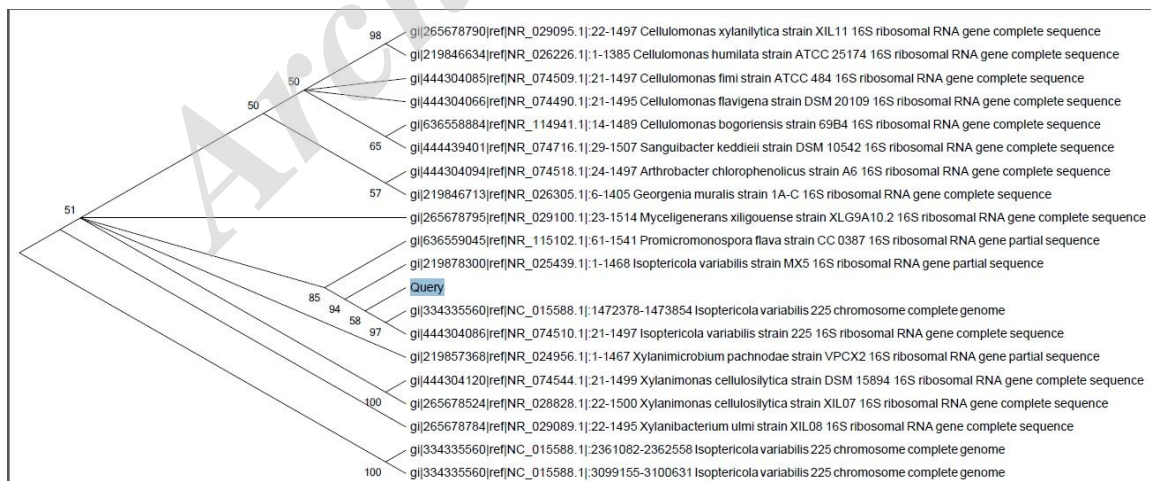 gi|265678790|ref|NR_029095.1|:22-1497 Cellulomonas xylanilytica strain XIL11 16S ribosomal RNA gene complete sequence
98
gi|219846634|ref|NR_026226.1|:1-1385 Cellulomonas humilata strain ATCC 25174 16S ribosomal RNA gene complete sequence
50
gi|444304085|ref|NR_074509.1|:21-1497 Cellulomonas fimi strain ATCC 484 16S ribosomal RNA gene complete sequence
50
gi|444304066|ref|NR_074490.1|:21-1495 Cellulomonas flavigena strain DSM 20109 16S ribosomal RNA gene complete sequence
gi|636558884|ref|NR_114941.1|:14-1489 Cellulomonas bogoriensis strain 69B4 16S ribosomal RNA gene complete sequence
65
gi|444439401|ref|NR_074716.1|:29-1507 Sanguibacter keddieii strain DSM 10542 16S ribosomal RNA gene complete sequence
gi|444304094|ref|NR_074518.1|:24-1497 Arthrobacter chlorophenolicus strain A6 16S ribosomal RNA gene complete sequence
57
gi|219846713|ref|NR_026305.1|:6-1405 Georgenia muralis strain 1A-C 16S ribosomal RNA gene complete sequence
51
gi|265678795|ref|NR_029100.1|:23-1514 Myceligenerans xiligouense strain XLG9A10.2 16S ribosomal RNA gene complete sequence
gi|636559045|ref|NR_115102.1|:61-1541 Promicromonospora flava strain CC 0387 16S ribosomal RNA gene partial sequence
gi|219878300|ref|NR_025439.1|:1-1468 Isoptericola variabilis strain MX5 16S ribosomal RNA gene partial sequence
Query
85
94
gi|334335560|ref|NC_015588.1|:1472378-1473854 Isoptericola variabilis 225 chromosome complete genome
58
97
gi|444304086|ref|NR_074510.1|:21-1497 Isoptericola variabilis strain 225 16S ribosomal RNA gene complete sequence
gi|219857368|ref|NR_024956.1|:1-1467 Xylanimicrobium pachnodae strain VPCX2 16S ribosomal RNA gene partial sequence
gi|444304120|ref|NR_074544.1|:21-1499 Xylanimonas cellulosilytica strain DSM 15894 16S ribosomal RNA gene complete sequence
100
gi|265678524|ref|NR_028828.1|:22-1500 Xylanimonas cellulosilytica strain XIL07 16S ribosomal RNA gene complete sequence
gi|265678784|ref|NR_029089.1|:22-1495 Xylanibacterium ulmi strain XIL08 16S ribosomal RNA gene complete sequence
gi|334335560|ref|NC_015588.1|:2361082-2362558 Isoptericola variabilis 225 chromosome complete genome
100
gi|334335560|ref|NC_015588.1|:3099155-3100631 Isoptericola variabilis 225 chromosome complete genome
Arc